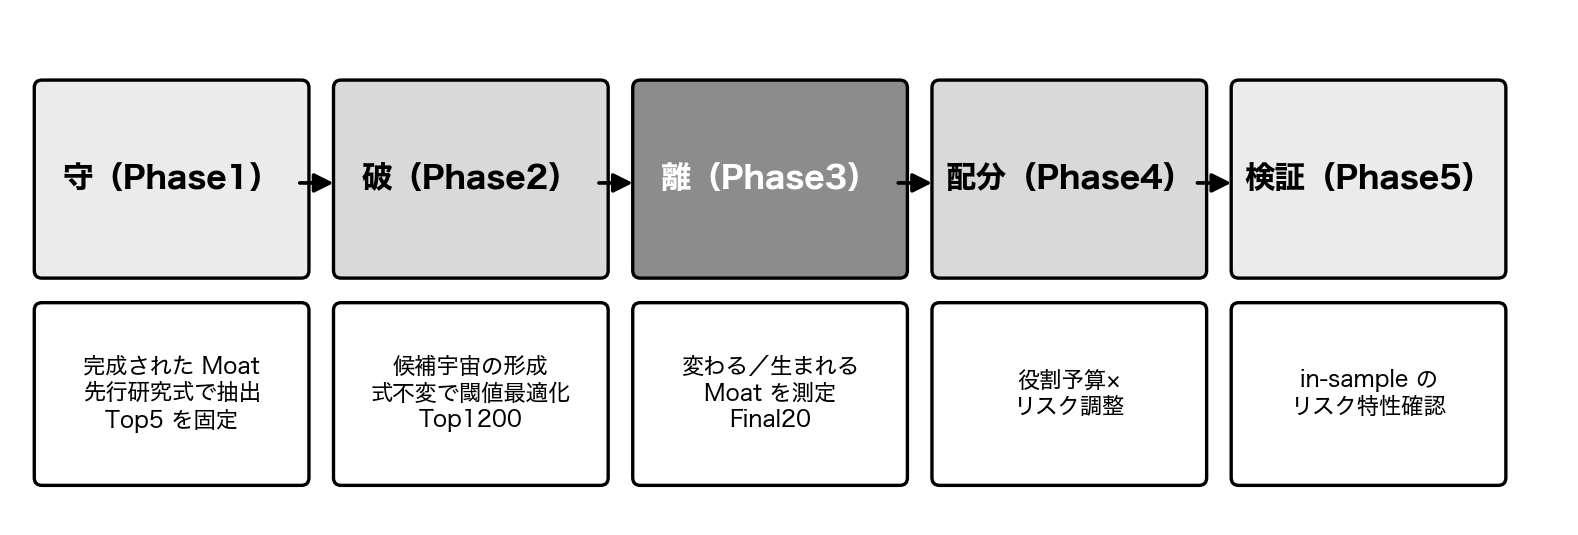 守（Phase1）
破（Phase2）
離（Phase3）
配分（Phase4）
検証（Phase5）
完成された Moat
先行研究式で抽出
Top5 を固定
候補宇宙の形成
式不変で閾値最適化
Top1200
変わる／生まれる
Moat を測定
Final20
役割予算×
リスク調整
in-sample の
リスク特性確認